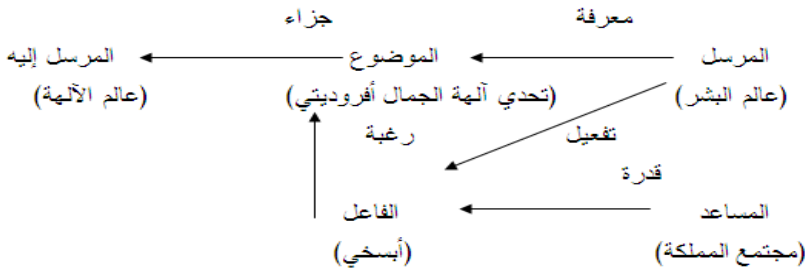 معرفة جزاء
المرسل الموضوع المرسل إليه
(عالم البشر) (تحدي آلهة الجمال أفروديتي) (عالم الآلهة)
تفعيل رغبة
قدرة
المساعد الفاعل
(مجتمع المملكة) (أبسخي)